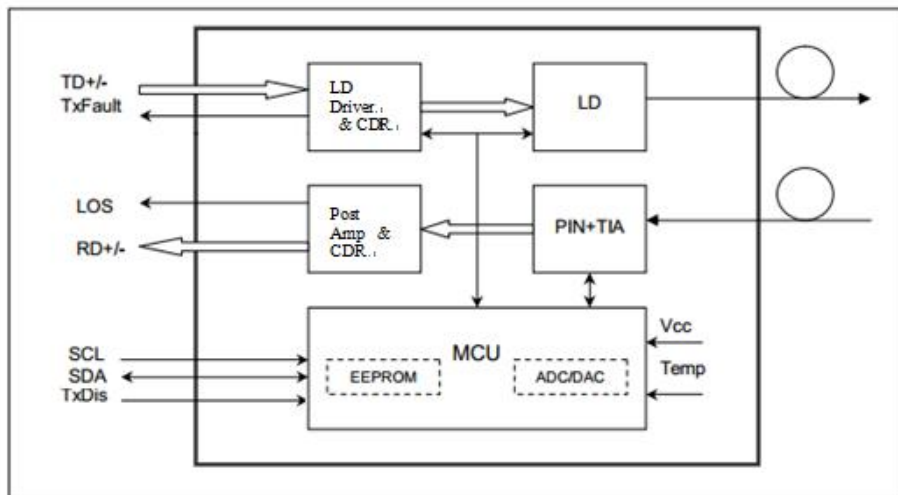 TD+/-
TxFault
LD
Driver
& CDR
LD
LOS
RD+/-
Post
Amp &
CDR
PIN+TIA
SCL
SDA
TxDis
MCU
EEPROM
ADC/DAC
Vcc
Temp